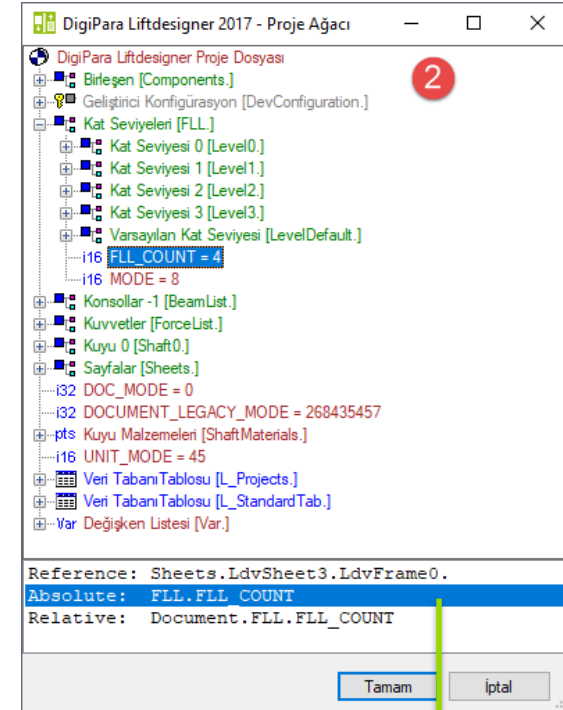 DigiPara Liftdesigner 2017 - Proje Ağacı
DigiPara Liftdesigner Proje Dosyası
2
Birleşen [Components.]
Geliştirici Konfigürasyon [DevConfiguration.]
Kat Seviyeleri [FLL.]
Kat Seviyesi 0 [Level0.]
Kat Seviyesi 1 [Level1.]
Kat Seviyesi 2 [Level2.]
Kat Seviyesi 3 [Level3.]
Varsayılan Kat Seviyesi [LevelDefault.]
i16 FLL_COUNT = 4
i16 MODE = 8
Konsollar -1 [BeamList.]
Kuvvetler [ForceList.]
Kuyu 0 [Shaft0.]
Sayfalar [Sheets.]
i32 DOC_MODE = 0
i32 DOCUMENT_LEGACY_MODE = 268435457
pts Kuyu Malzemeleri [ShaftMaterials.]
i16 UNIT_MODE = 45
Veri TabanıTablosu [L_Projects.]
Veri TabanıTablosu [L_StandardTab.]
Var Değişken Listesi [Var.]
Reference: Sheets.LdvSheet3.LdvFrame0.
Absolute: FLL.FLL_COUNT
Relative: Document.FLL.FLL_COUNT
Tamam İptal